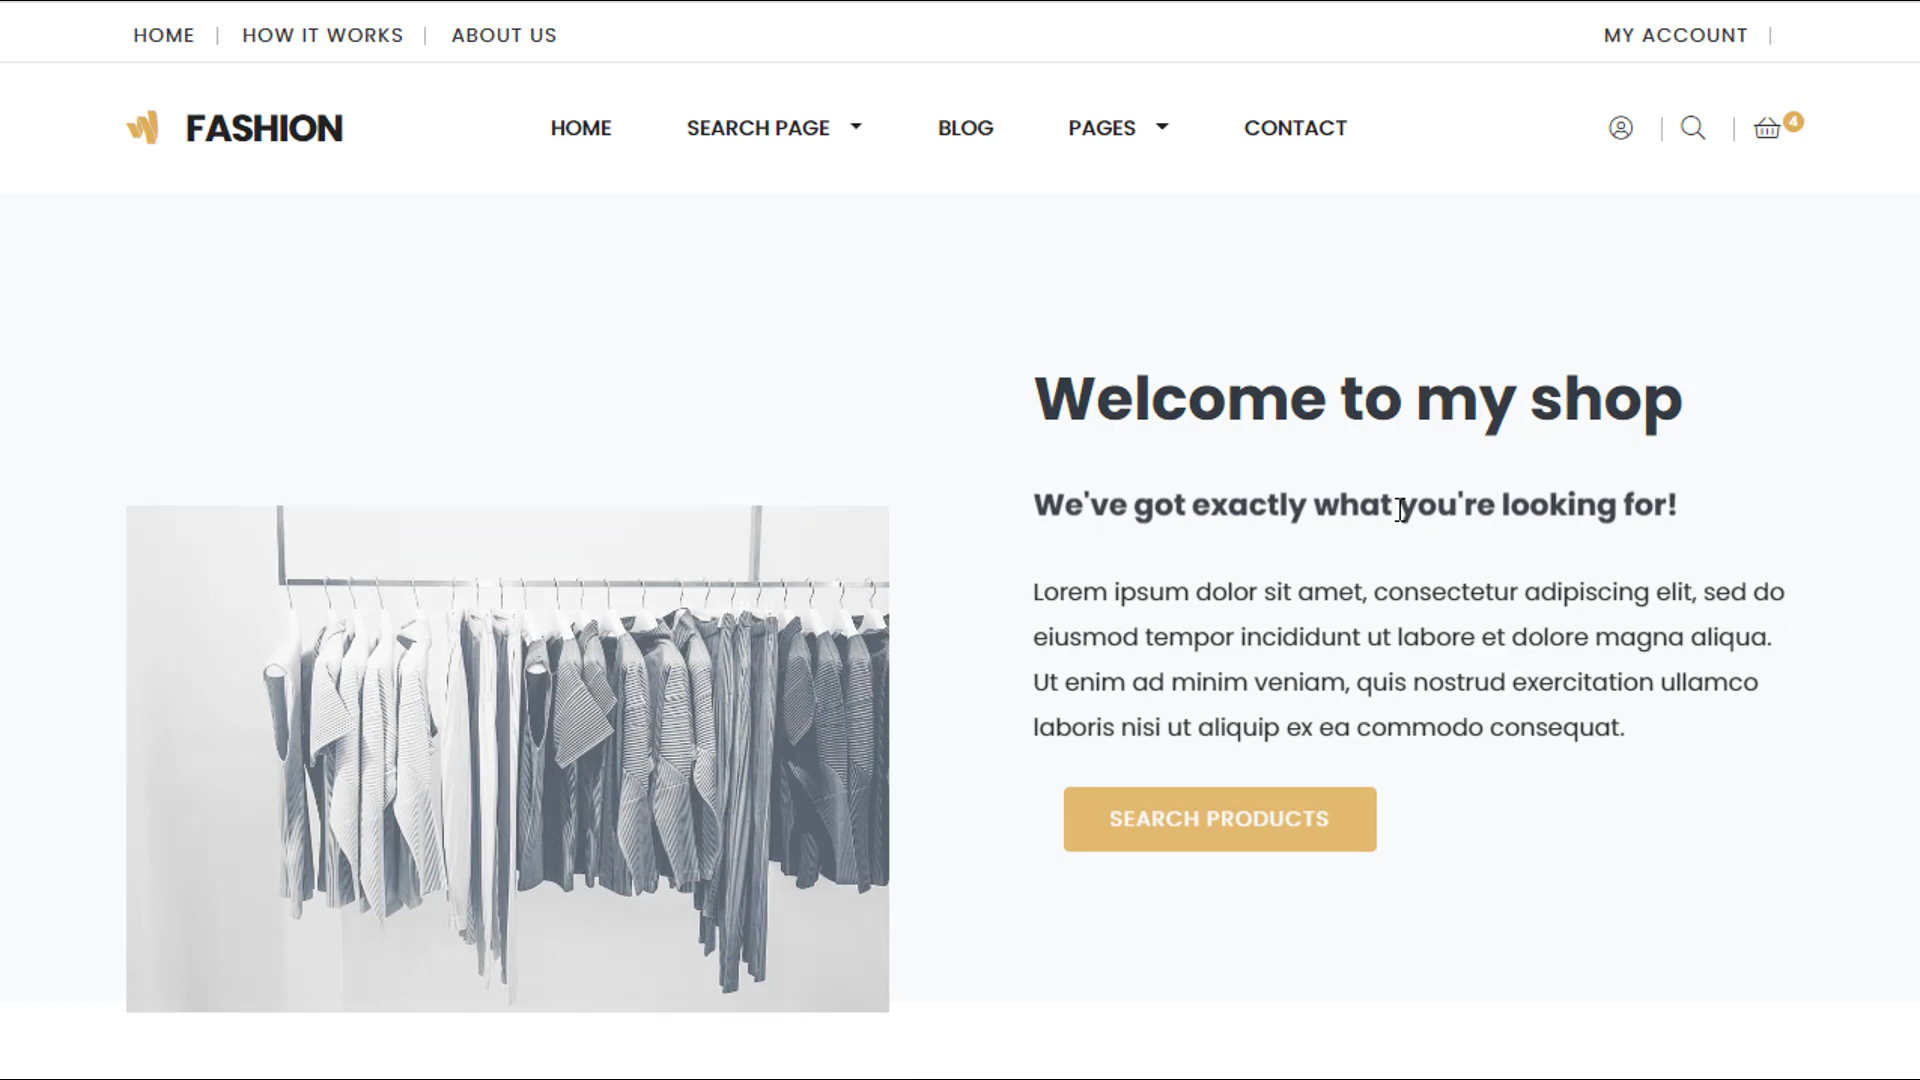 HOME | HOW IT WORKS | ABOUT US
MY ACCOUNT |
FASHION
HOME SEARCH PAGE BLOG PAGES CONTACT
4
Welcome to my shop
We've got exactly what you're looking for!
Lorem ipsum dolor sit amet, consectetur adipiscing elit, sed do
eiusmod tempor incididunt ut labore et dolore magna aliqua.
Ut enim ad minim veniam, quis nostrud exercitation ullamco
laboris nisi ut aliquip ex ea commodo consequat.
SEARCH PRODUCTS